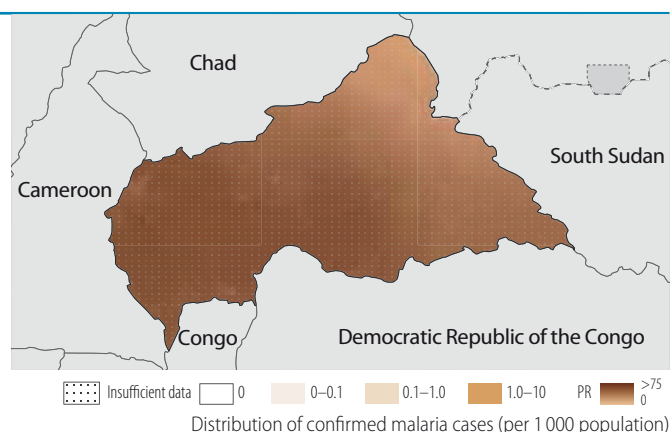 Chad
South Sudan
Cameroon
Congo
Democratic Republic of the Congo
Insufficient data 0 0–0.1 0.1–1.0 1.0–10 PR >75 0
Distribution of confirmed malaria cases (per 1 000 population)